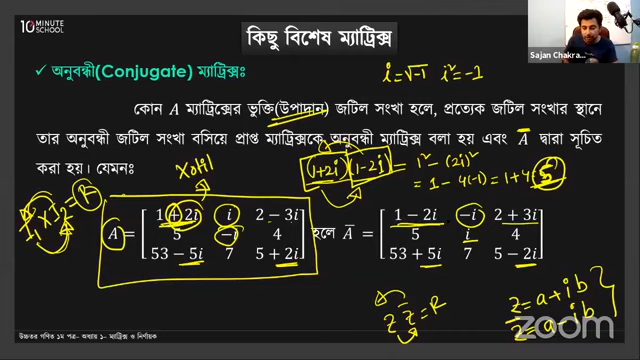 10 MINUTE SCHOOL
কিছু বিশেষ ম্যাট্রিক্স
Sajan Chakra...
✓ অনুবন্ধী(Conjugate) ম্যাট্রিক্সঃ
i = √-1 i² = -1
কোন A ম্যাট্রিক্সের ভুক্তি(উপাদান) জটিল সংখা হলে, প্রত্যেক জটিল সংখার স্থানে
তার অনুবন্ধী জটিল সংখা বসিয়ে প্রাপ্ত ম্যাট্রিক্সকে অনুবন্ধী ম্যাট্রিক্স বলা হয় এবং A̅ দ্বারা সূচিত
করা হয়। যেমনঃ
(1+2i)(1-2i) = 1² - (2i)²
= 1 - 4(-1) = 1+4 = 5
A = [ 1 + 2i i 2 − 3i
5 −i 4
53 − 5i 7 5 + 2i ] হলে A̅ = [ 1 − 2i −i 2 + 3i
5 i 4
53 + 5i 7 5 − 2i ]
z z̅ = R
z = a + ib
z̅ = a - ib
উচ্চতর গণিত ১ম পত্র- অধ্যায় ১- ম্যাট্রিক্স ও নির্ণায়ক
zoom